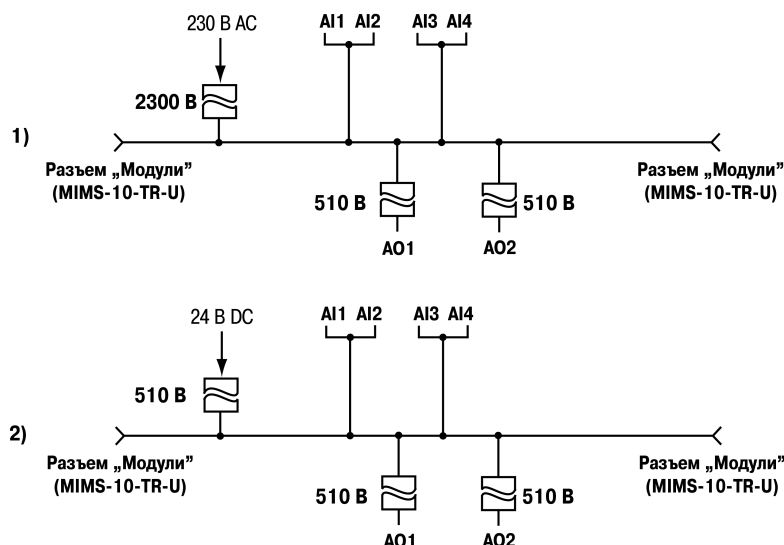 230 В AC
AI1 AI2 AI3 AI4
2300 В
1)
Разъем „Модули” Разъем „Модули”
(MIMS-10-TR-U) (MIMS-10-TR-U)
510 В 510 В
AO1 AO2
24 В DC
AI1 AI2 AI3 AI4
510 В
2)
Разъем „Модули” Разъем „Модули”
(MIMS-10-TR-U) (MIMS-10-TR-U)
510 В 510 В
AO1 AO2